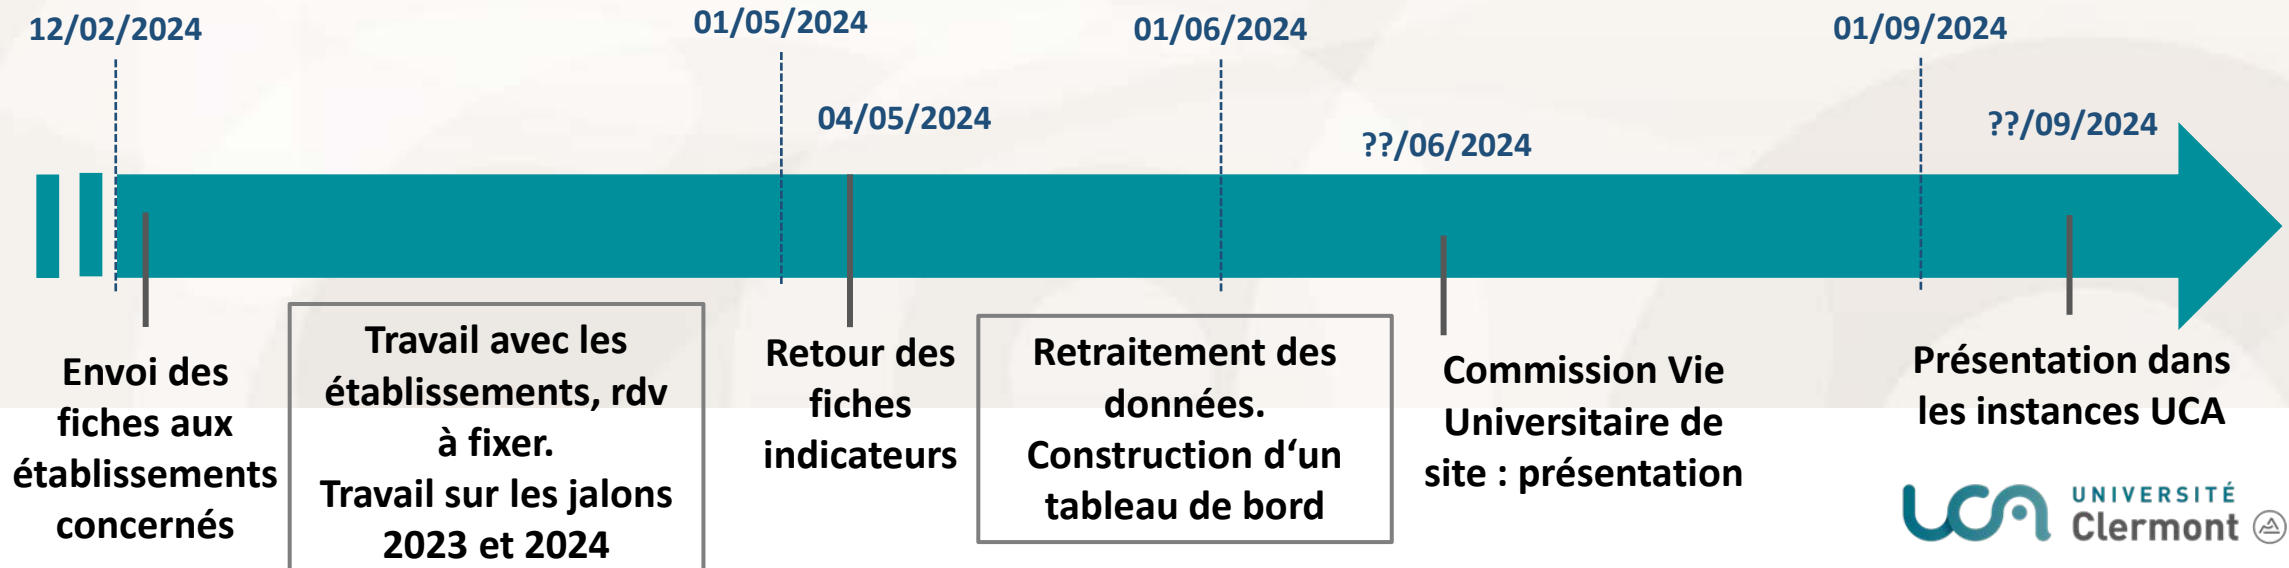 12/02/2024
01/05/2024
01/06/2024
01/09/2024
04/05/2024
??/06/2024
??/09/2024
Envoi des
fiches aux
établissements
concernés
Travail avec les
établissements, rdv
à fixer.
Travail sur les jalons
2023 et 2024
Retour des
fiches
indicateurs
Retraitement des
données.
Construction d‘un
tableau de bord
Commission Vie
Universitaire de
site : présentation
Présentation dans
les instances UCA
UCA
UNIVERSITÉ
Clermont